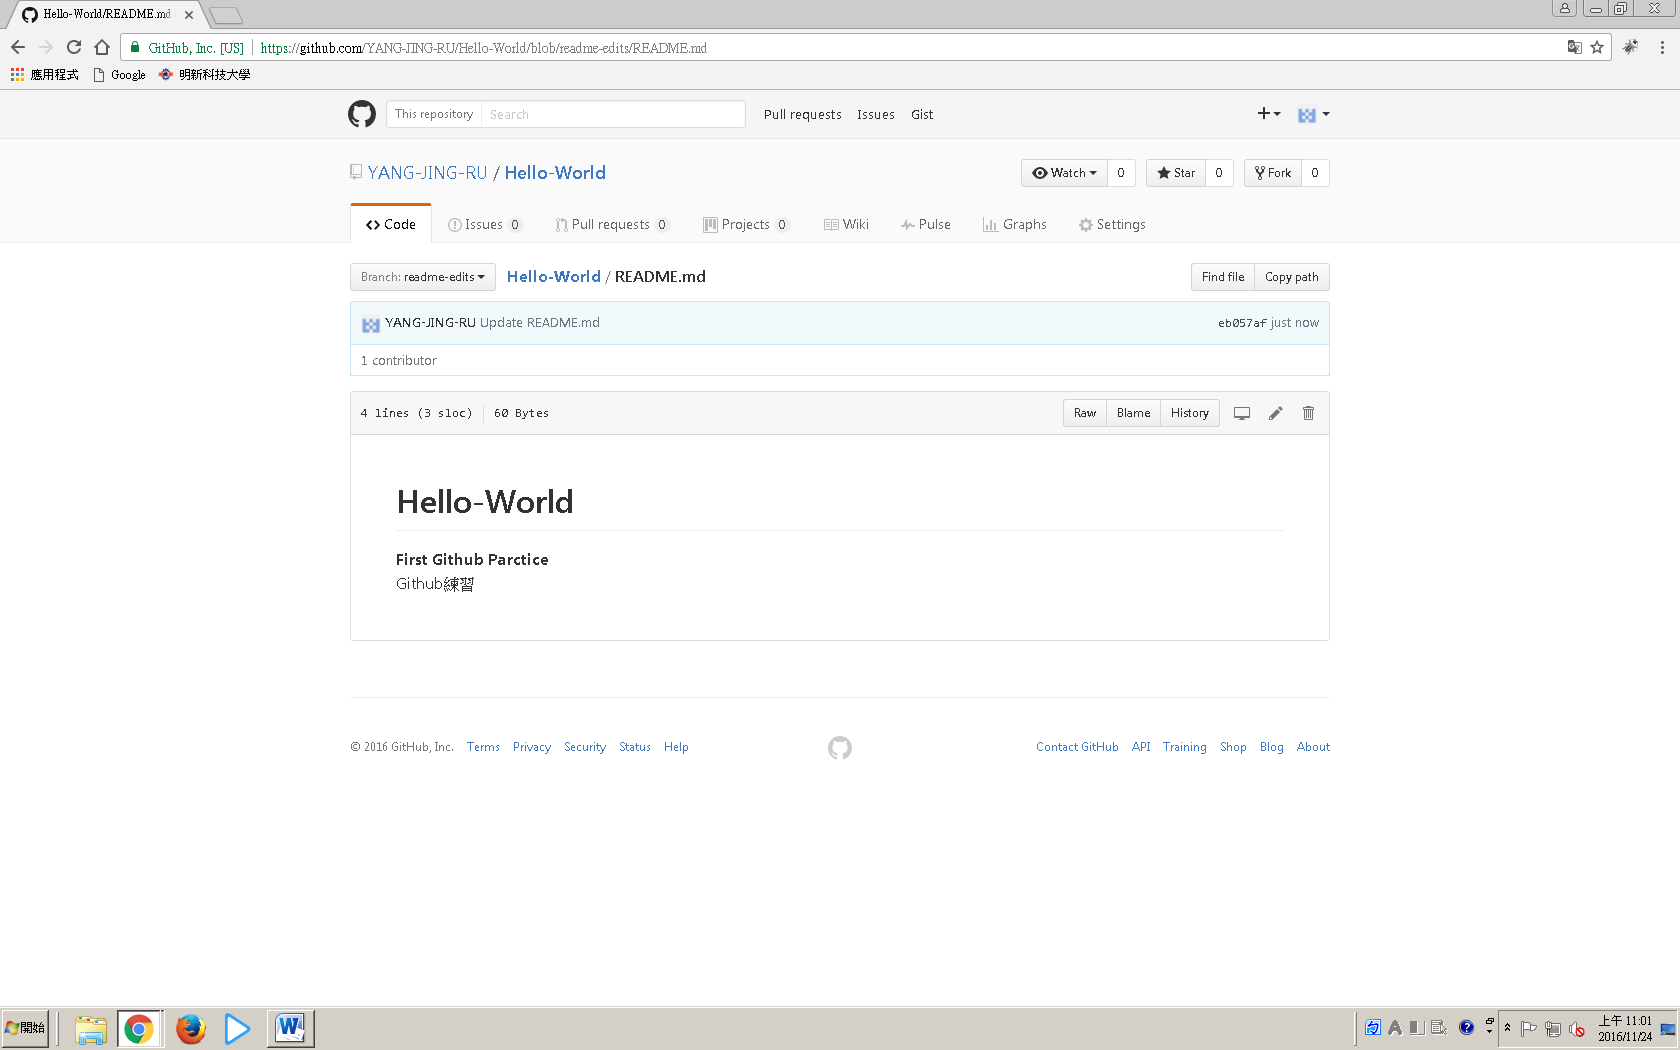 Hello-World/README.md
GitHub, Inc. [US] https://github.com/YANG-JING-RU/Hello-World/blob/readme-edits/README.md
應用程式 Google 明新科技大學
This repository Search Pull requests Issues Gist
YANG-JING-RU / Hello-World Watch 0 Star 0 Fork 0
Code Issues 0 Pull requests 0 Projects 0 Wiki Pulse Graphs Settings
Branch: readme-edits Hello-World / README.md Find file Copy path
YANG-JING-RU Update README.md eb057af just now
1 contributor
4 lines (3 sloc) 60 Bytes Raw Blame History
Hello-World
First Github Parctice
Github練習
© 2016 GitHub, Inc. Terms Privacy Security Status Help Contact GitHub API Training Shop Blog About
開始 上午 11:01
2016/11/24